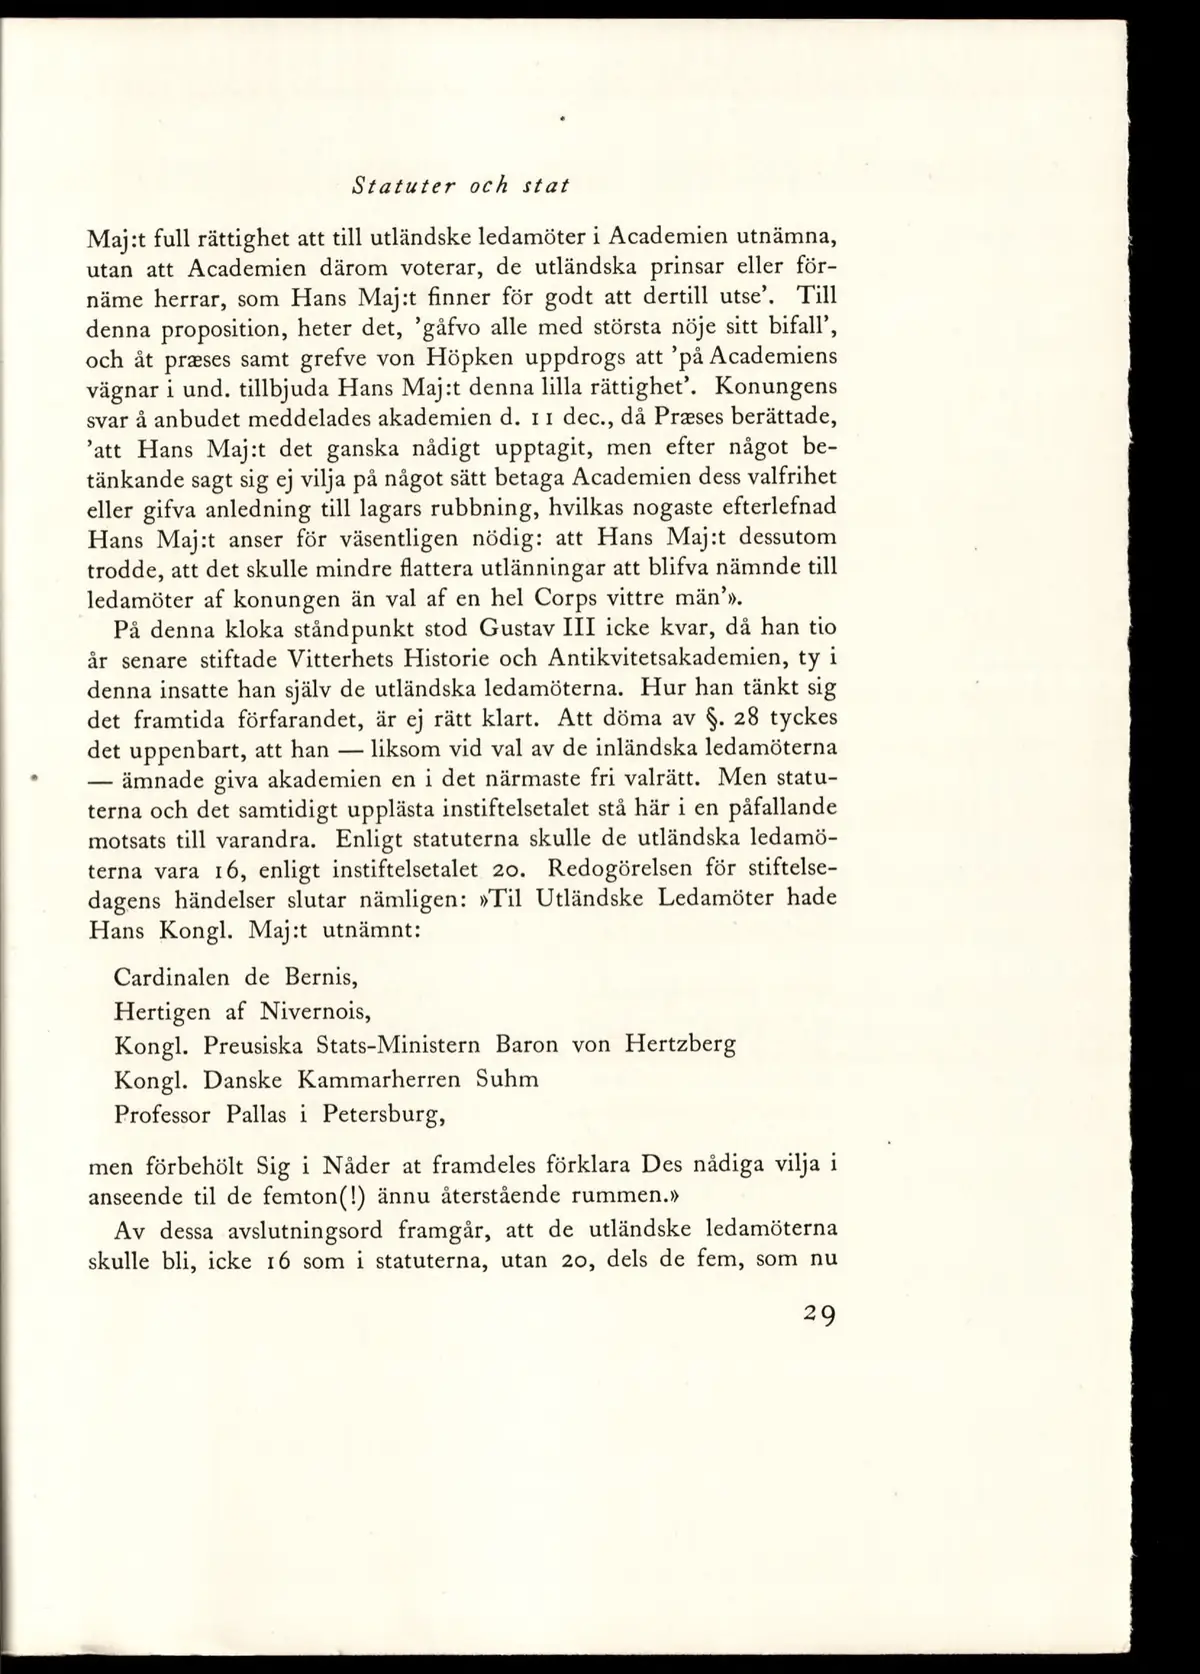 Statuter och stat
Maj:t full rättighet att till utländske ledamöter i Academien utnämna,
utan att Academien därom voterar, de utländska prinsar eller för-
näme herrar, som Hans Maj:t finner för godt att dertill utse’. Till
denna proposition, heter det, ’gåfvo alle med största nöje sitt bifall’,
och åt præses samt grefve von Höpken uppdrogs att ’på Academiens
vägnar i und. tillbjuda Hans Maj:t denna lilla rättighet’. Konungens
svar å anbudet meddelades akademien d. 11 dec., då Præses berättade,
’att Hans Maj:t det ganska nådigt upptagit, men efter något be-
tänkande sagt sig ej vilja på något sätt betaga Academien dess valfrihet
eller gifva anledning till lagars rubbning, hvilkas nogaste efterlefnad
Hans Maj:t anser för väsentligen nödig: att Hans Maj:t dessutom
trodde, att det skulle mindre flattera utlänningar att blifva nämnde till
ledamöter af konungen än val af en hel Corps vittre män’».
På denna kloka ståndpunkt stod Gustav III icke kvar, då han tio
år senare stiftade Vitterhets Historie och Antikvitetsakademien, ty i
denna insatte han själv de utländska ledamöterna. Hur han tänkt sig
det framtida förfarandet, är ej rätt klart. Att döma av §. 28 tyckes
det uppenbart, att han — liksom vid val av de inländska ledamöterna
— ämnade giva akademien en i det närmaste fri valrätt. Men statu-
terna och det samtidigt upplästa instiftelsetalet stå här i en påfallande
motsats till varandra. Enligt statuterna skulle de utländska ledamö-
terna vara 16, enligt instiftelsetalet 20. Redogörelsen för stiftelse-
dagens händelser slutar nämligen: »Til Utländske Ledamöter hade
Hans Kongl. Maj:t utnämnt:
Cardinalen de Bernis,
Hertigen af Nivernois,
Kongl. Preusiska Stats-Ministern Baron von Hertzberg
Kongl. Danske Kammarherren Suhm
Professor Pallas i Petersburg,
men förbehölt Sig i Nåder at framdeles förklara Des nådiga vilja i
anseende til de femton(!) ännu återstående rummen.»
Av dessa avslutningsord framgår, att de utländske ledamöterna
skulle bli, icke 16 som i statuterna, utan 20, dels de fem, som nu
29